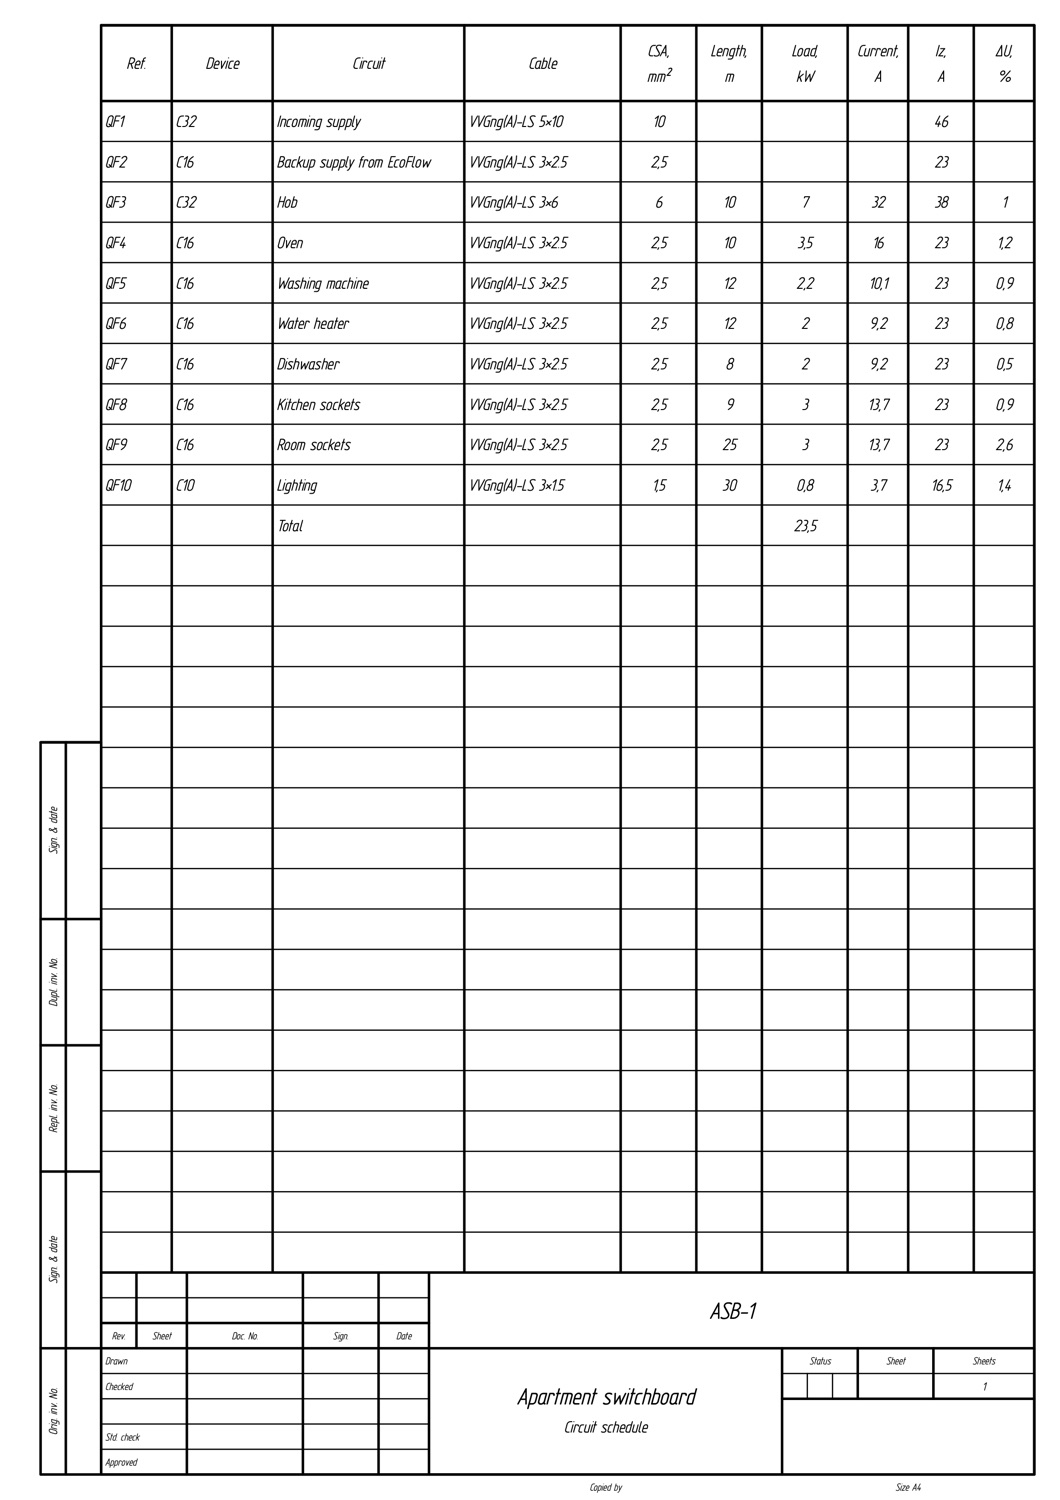 Ref. Device Circuit Cable CSA, mm² Length, m Load, kW Current, A Iz, A ΔU, %
QF1 C32 Incoming supply VVGng(A)-LS 5×10 10 46
QF2 C16 Backup supply from EcoFlow VVGng(A)-LS 3×2.5 2,5 23
QF3 C32 Hob VVGng(A)-LS 3×6 6 10 7 32 38 1
QF4 C16 Oven VVGng(A)-LS 3×2.5 2,5 10 3,5 16 23 1,2
QF5 C16 Washing machine VVGng(A)-LS 3×2.5 2,5 12 2,2 10,1 23 0,9
QF6 C16 Water heater VVGng(A)-LS 3×2.5 2,5 12 2 9,2 23 0,8
QF7 C16 Dishwasher VVGng(A)-LS 3×2.5 2,5 8 2 9,2 23 0,5
QF8 C16 Kitchen sockets VVGng(A)-LS 3×2.5 2,5 9 3 13,7 23 0,9
QF9 C16 Room sockets VVGng(A)-LS 3×2.5 2,5 25 3 13,7 23 2,6
QF10 C10 Lighting VVGng(A)-LS 3×1.5 1,5 30 0,8 3,7 16,5 1,4
Total 23,5
Sign. & date
Dupl. inv. No.
Repl. inv. No.
Sign. & date
Orig. inv. No.
ASB-1
Rev. Sheet Doc. No. Sign. Date
Drawn
Checked
Std. check
Approved
Apartment switchboard
Circuit schedule
Status Sheet Sheets
1
Copied by Size A4